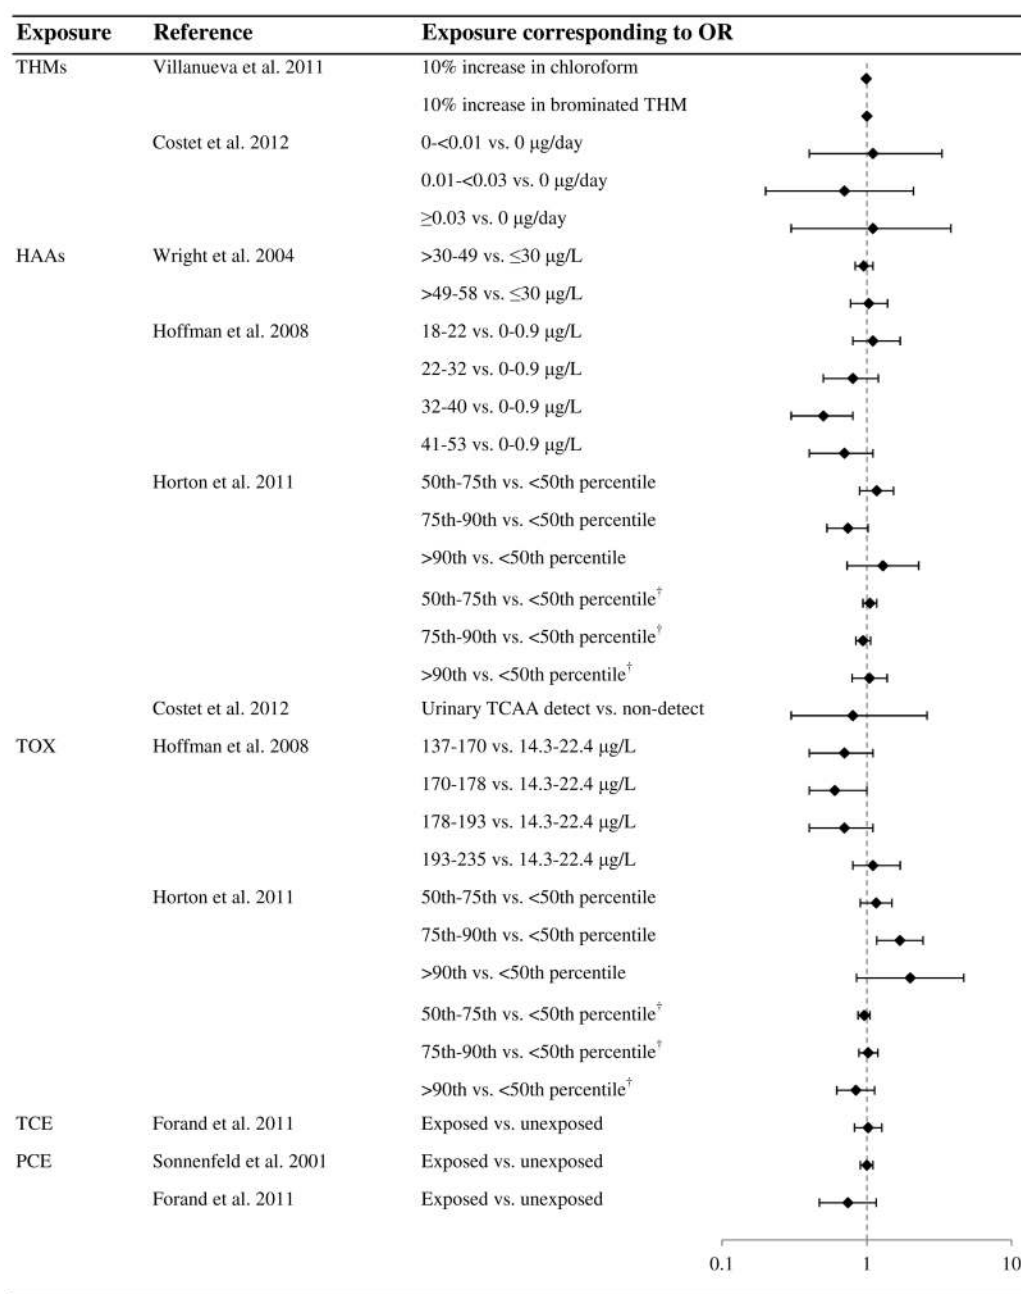 Exposure Reference Exposure corresponding to OR
THMs Villanueva et al. 2011 10% increase in chloroform
10% increase in brominated THM
Costet et al. 2012 0-<0.01 vs. 0 μg/day
0.01-<0.03 vs. 0 μg/day
≥0.03 vs. 0 μg/day
HAAs Wright et al. 2004 >30-49 vs. ≤30 μg/L
>49-58 vs. ≤30 μg/L
Hoffman et al. 2008 18-22 vs. 0-0.9 μg/L
22-32 vs. 0-0.9 μg/L
32-40 vs. 0-0.9 μg/L
41-53 vs. 0-0.9 μg/L
Horton et al. 2011 50th-75th vs. <50th percentile
75th-90th vs. <50th percentile
>90th vs. <50th percentile
50th-75th vs. <50th percentile†
75th-90th vs. <50th percentile†
>90th vs. <50th percentile†
Costet et al. 2012 Urinary TCAA detect vs. non-detect
TOX Hoffman et al. 2008 137-170 vs. 14.3-22.4 μg/L
170-178 vs. 14.3-22.4 μg/L
178-193 vs. 14.3-22.4 μg/L
193-235 vs. 14.3-22.4 μg/L
Horton et al. 2011 50th-75th vs. <50th percentile
75th-90th vs. <50th percentile
>90th vs. <50th percentile
50th-75th vs. <50th percentile†
75th-90th vs. <50th percentile†
>90th vs. <50th percentile†
TCE Forand et al. 2011 Exposed vs. unexposed
PCE Sonnenfeld et al. 2001 Exposed vs. unexposed
Forand et al. 2011 Exposed vs. unexposed
0.1 1 10